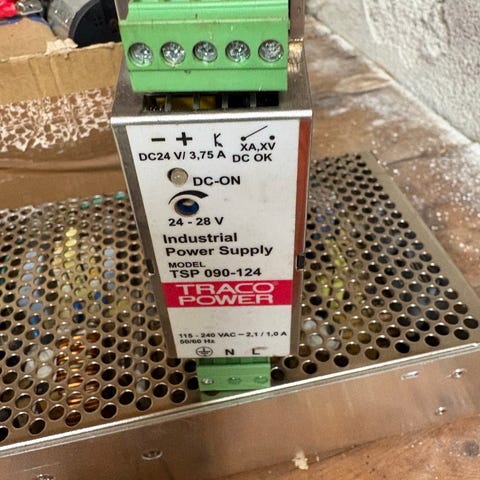 − + K XA,XV
DC24 V/ 3,75 A DC OK
DC-ON
24 - 28 V
Industrial
Power Supply
MODEL
TSP 090-124
TRACO
POWER
115 - 240 VAC ⎓ 2,1 / 1,0 A
50/60 Hz
N L